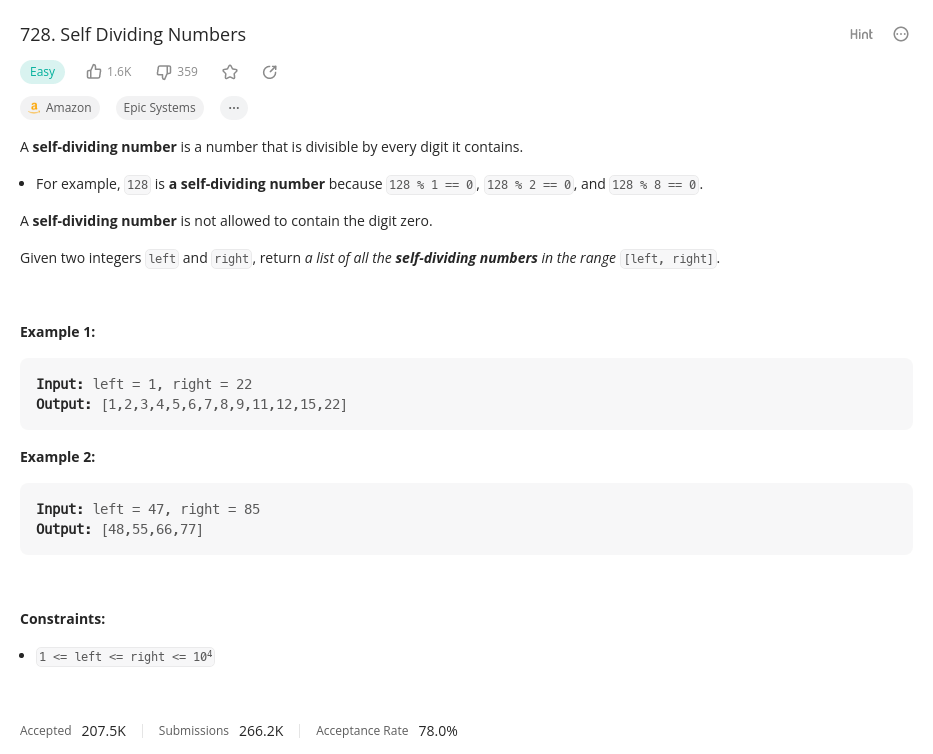 728. Self Dividing Numbers
Hint
Easy 1.6K 359
a Amazon Epic Systems ...
A self-dividing number is a number that is divisible by every digit it contains.
• For example, 128 is a self-dividing number because 128 % 1 == 0, 128 % 2 == 0, and 128 % 8 == 0.
A self-dividing number is not allowed to contain the digit zero.
Given two integers left and right, return a list of all the self-dividing numbers in the range [left, right].
Example 1:
Input: left = 1, right = 22
Output: [1,2,3,4,5,6,7,8,9,11,12,15,22]
Example 2:
Input: left = 47, right = 85
Output: [48,55,66,77]
Constraints:
• 1 <= left <= right <= 10⁴
Accepted 207.5K Submissions 266.2K Acceptance Rate 78.0%